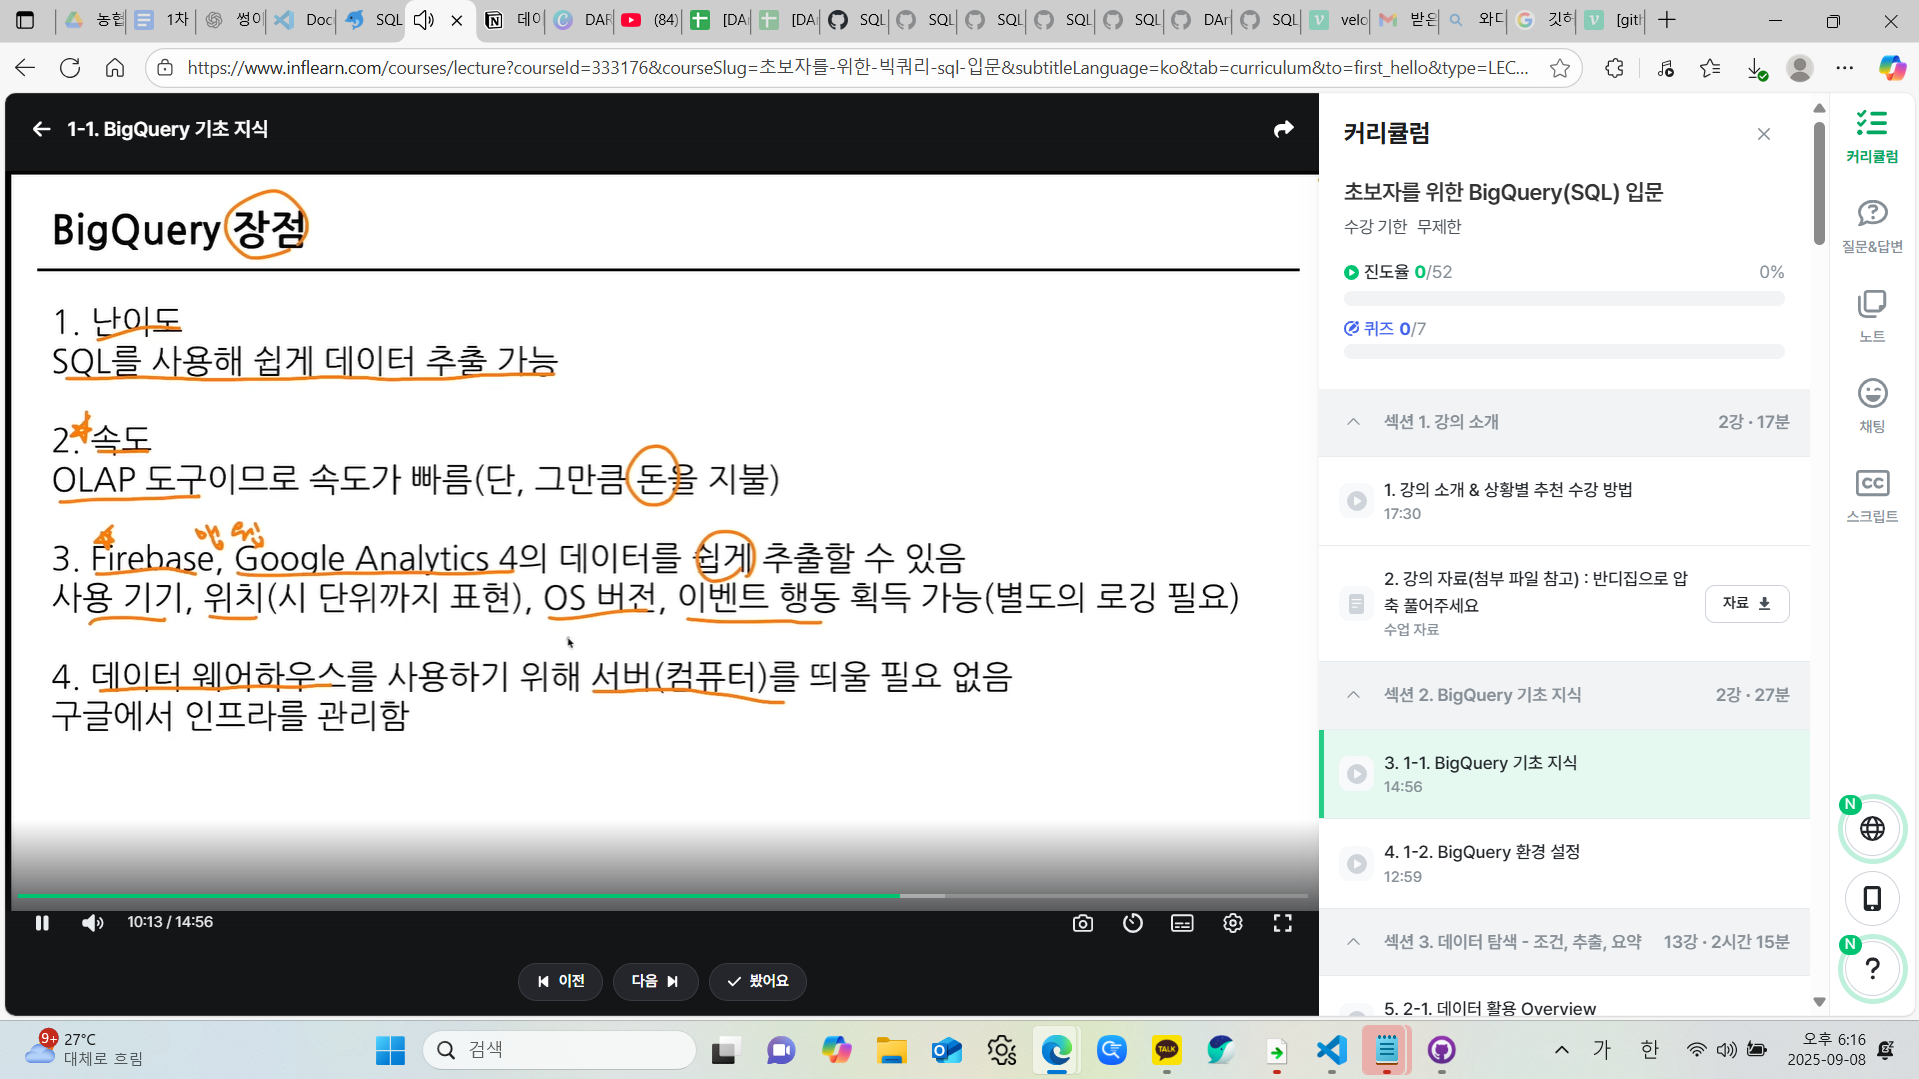 농협
1차
썽이
Doc
SQL
데이
DAR
(84)
[DAR
[DAR
SQL
SQL
SQL
SQL
SQL
DAr
SQL
velo
받은
와디
깃허
[gith
https://www.inflearn.com/courses/lecture?courseId=333176&courseSlug=초보자를-위한-빅쿼리-sql-입문&subtitleLanguage=ko&tab=curriculum&to=first_hello&type=LEC...
1-1. BigQuery 기초 지식
BigQuery 장점
1. 난이도
SQL를 사용해 쉽게 데이터 추출 가능
2. 속도
OLAP 도구이므로 속도가 빠름(단, 그만큼 돈을 지불)
앱 웹
3. Firebase, Google Analytics 4의 데이터를 쉽게 추출할 수 있음
사용 기기, 위치(시 단위까지 표현), OS 버전, 이벤트 행동 획득 가능(별도의 로깅 필요)
4. 데이터 웨어하우스를 사용하기 위해 서버(컴퓨터)를 띄울 필요 없음
구글에서 인프라를 관리함
10:13 / 14:56
이전
다음
봤어요
커리큘럼
초보자를 위한 BigQuery(SQL) 입문
수강 기한 무제한
진도율 0/52 0%
퀴즈 0/7
섹션 1. 강의 소개 2강 · 17분
1. 강의 소개 & 상황별 추천 수강 방법
17:30
2. 강의 자료(첨부 파일 참고) : 반디집으로 압
축 풀어주세요
수업 자료
자료
섹션 2. BigQuery 기초 지식 2강 · 27분
3. 1-1. BigQuery 기초 지식
14:56
4. 1-2. BigQuery 환경 설정
12:59
섹션 3. 데이터 탐색 - 조건, 추출, 요약 13강 · 2시간 15분
5. 2-1. 데이터 활용 Overview
커리큘럼
질문&답변
노트
채팅
CC
스크립트
N
N
?
9+
27°C
대체로 흐림
검색
TALK
가
한
오후 6:16
2025-09-08